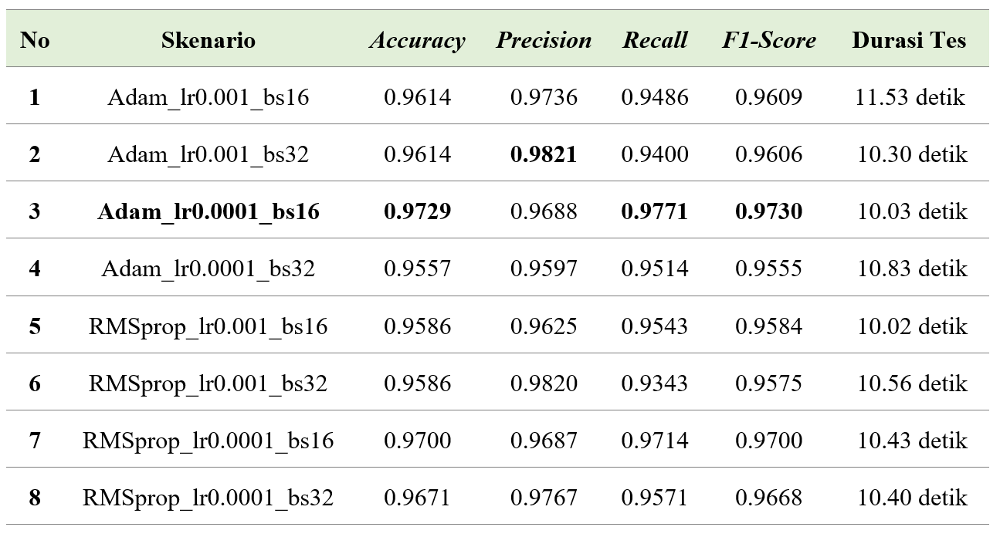 No Skenario Accuracy Precision Recall F1-Score Durasi Tes
1 Adam_lr0.001_bs16 0.9614 0.9736 0.9486 0.9609 11.53 detik
2 Adam_lr0.001_bs32 0.9614 0.9821 0.9400 0.9606 10.30 detik
3 Adam_lr0.0001_bs16 0.9729 0.9688 0.9771 0.9730 10.03 detik
4 Adam_lr0.0001_bs32 0.9557 0.9597 0.9514 0.9555 10.83 detik
5 RMSprop_lr0.001_bs16 0.9586 0.9625 0.9543 0.9584 10.02 detik
6 RMSprop_lr0.001_bs32 0.9586 0.9820 0.9343 0.9575 10.56 detik
7 RMSprop_lr0.0001_bs16 0.9700 0.9687 0.9714 0.9700 10.43 detik
8 RMSprop_lr0.0001_bs32 0.9671 0.9767 0.9571 0.9668 10.40 detik